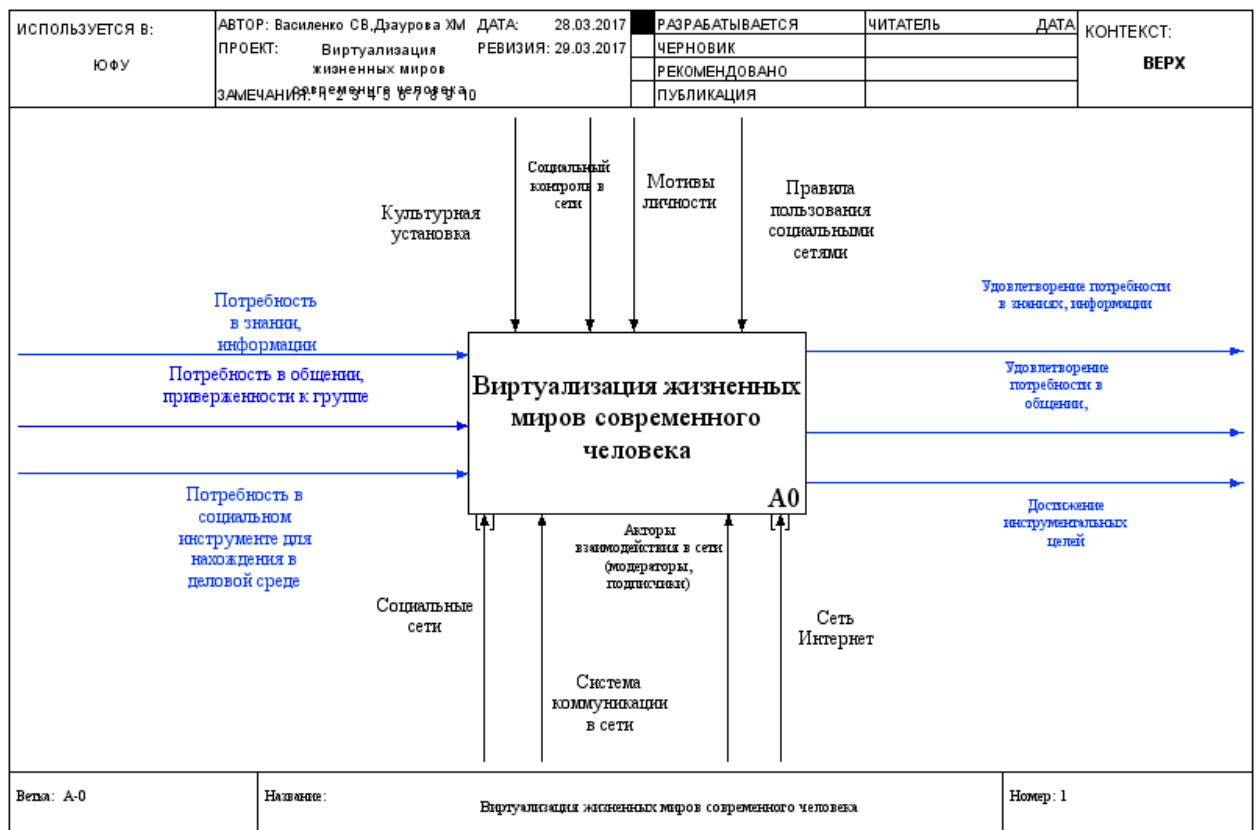 ИСПОЛЬЗУЕТСЯ В:
ЮФУ
АВТОР: Василенко СВ,Дзаурова ХМ
ДАТА: 28.03.2017
ПРОЕКТ: Виртуализация
жизненных миров
современнге человека
РЕВИЗИЯ: 29.03.2017
ЗАМЕЧАНИЯ: 1 2 3 4 5 6 7 8 9 10
РАЗРАБАТЫВАЕТСЯ
ЧЕРНОВИК
РЕКОМЕНДОВАНО
ПУБЛИКАЦИЯ
ЧИТАТЕЛЬ ДАТА
КОНТЕКСТ:
ВЕРХ
Культурная
установка
Социальный
контроль в
сети
Мотивы
личности
Правила
пользования
социальными
сетями
Потребность
в знании,
информации
Потребность в общении,
приверженности к группе
Потребность в
социальном
инструменте для
нахождения в
деловой среде
Виртуализация жизненных
миров современного
человека
A0
Удовлетворение потребности
в знаниях, информации
Удовлетворение
потребности в
общении,
Достижение
инструментальных
целей
Социальные
сети
Система
коммуникации
в сети
Акторы
взаимодействия в сети
(модераторы,
подписчики)
Сеть
Интернет
Ветка: A-0
Название:
Виртуализация жизненных миров современного человека
Номер: 1